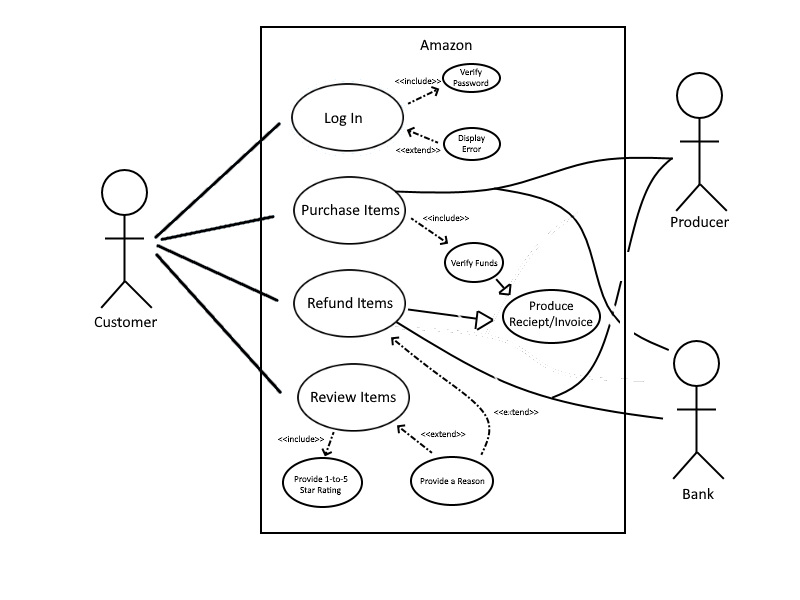 Amazon
<<include>>
Verify
Password
Log In
Display
Error
<<extend>>
Purchase Items
<<include>>
Producer
Verify Funds
Refund Items
Produce
Reciept/Invoice
Customer
Review Items
<<extend>>
<<extend>>
<<include>>
Provide 1-to-5
Star Rating
Provide a Reason
Bank